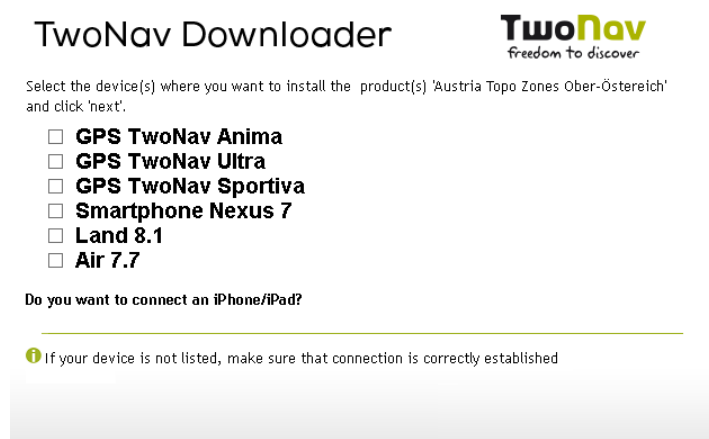 TwoNav Downloader
TwoNav
freedom to discover
Select the device(s) where you want to install the product(s) 'Austria Topo Zones Ober-Östereich'
and click 'next'.
GPS TwoNav Anima
GPS TwoNav Ultra
GPS TwoNav Sportiva
Smartphone Nexus 7
Land 8.1
Air 7.7
Do you want to connect an iPhone/iPad?
If your device is not listed, make sure that connection is correctly established